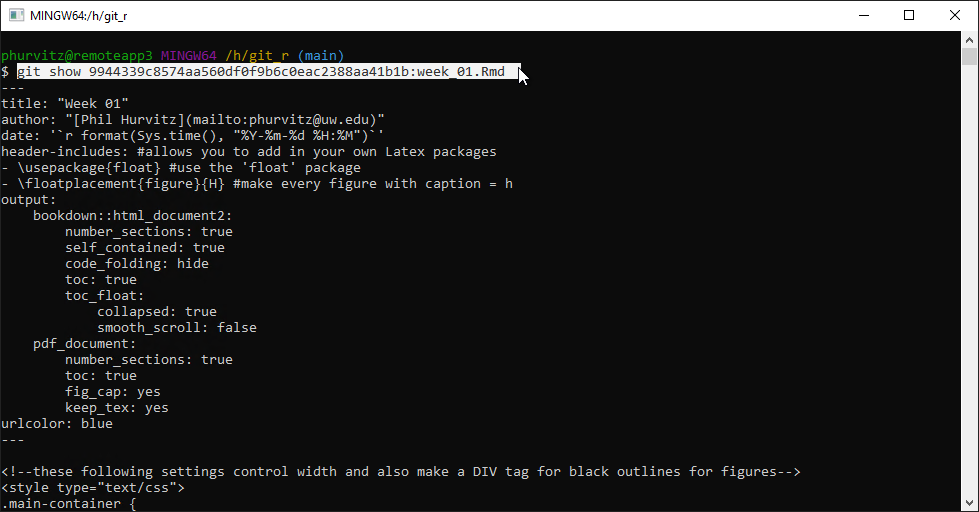 MINGW64:/h/git_r
phurvitz@remoteapp3 MINGW64 /h/git_r (main)
$ git show 9944339c8574aa560df0f9b6c0eac2388aa41b1b:week_01.Rmd
---
title: "Week 01"
author: "[Phil Hurvitz](mailto:phurvitz@uw.edu)"
date: '`r format(Sys.time(), "%Y-%m-%d %H:%M")`'
header-includes: #allows you to add in your own Latex packages
- \usepackage{float} #use the 'float' package
- \floatplacement{figure}{H} #make every figure with caption = h
output:
    bookdown::html_document2:
        number_sections: true
        self_contained: true
        code_folding: hide
        toc: true
        toc_float:
            collapsed: true
            smooth_scroll: false
    pdf_document:
        number_sections: true
        toc: true
        fig_cap: yes
        keep_tex: yes
urlcolor: blue
---
<!--these following settings control width and also make a DIV tag for black outlines for figures-->
<style type="text/css">
.main-container {